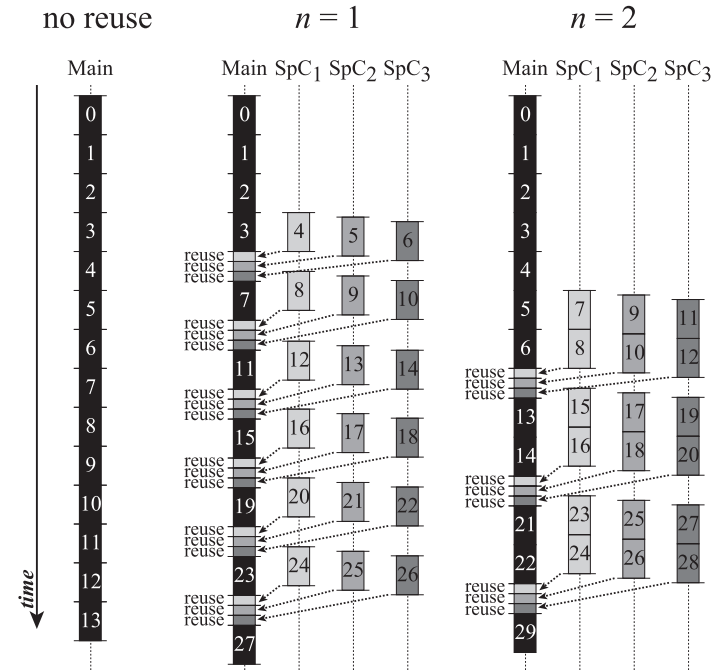 no reuse n = 1 n = 2
Main Main SpC1 SpC2 SpC3 Main SpC1 SpC2 SpC3
0 0 0
1 1 1
2 2 2
3 3 4 5 6 3
reuse
reuse
reuse
4 4
7 8 9 10
5 5 7 9 11
reuse
reuse
reuse
6 6 8 10 12
11 12 13 14
reuse
reuse
reuse
7
reuse
reuse
reuse
8 13 15 17 19
15 16 17 18
9 14 16 18 20
reuse
reuse
reuse
reuse
reuse
reuse
10 19 20 21 22
21 23 25 27
11
reuse
reuse
reuse
12 23 24 25 26
22 24 26 28
reuse
reuse
reuse
reuse
reuse
reuse
13 27 29
time